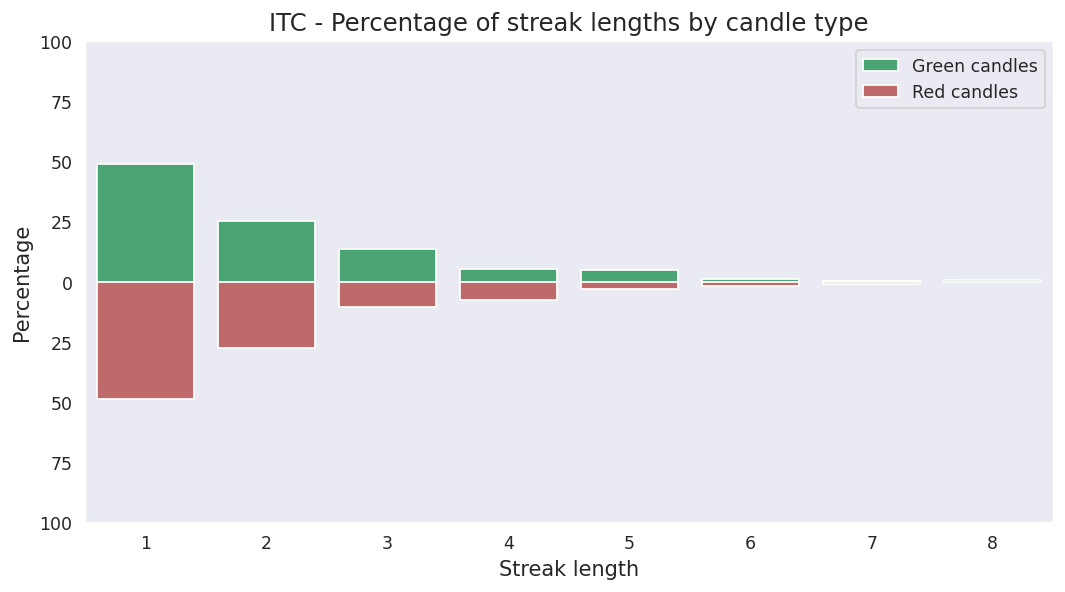 ITC - Percentage of streak lengths by candle type
Green candles
Red candles
Percentage
100
75
50
25
0
25
50
75
100
1 2 3 4 5 6 7 8
Streak length